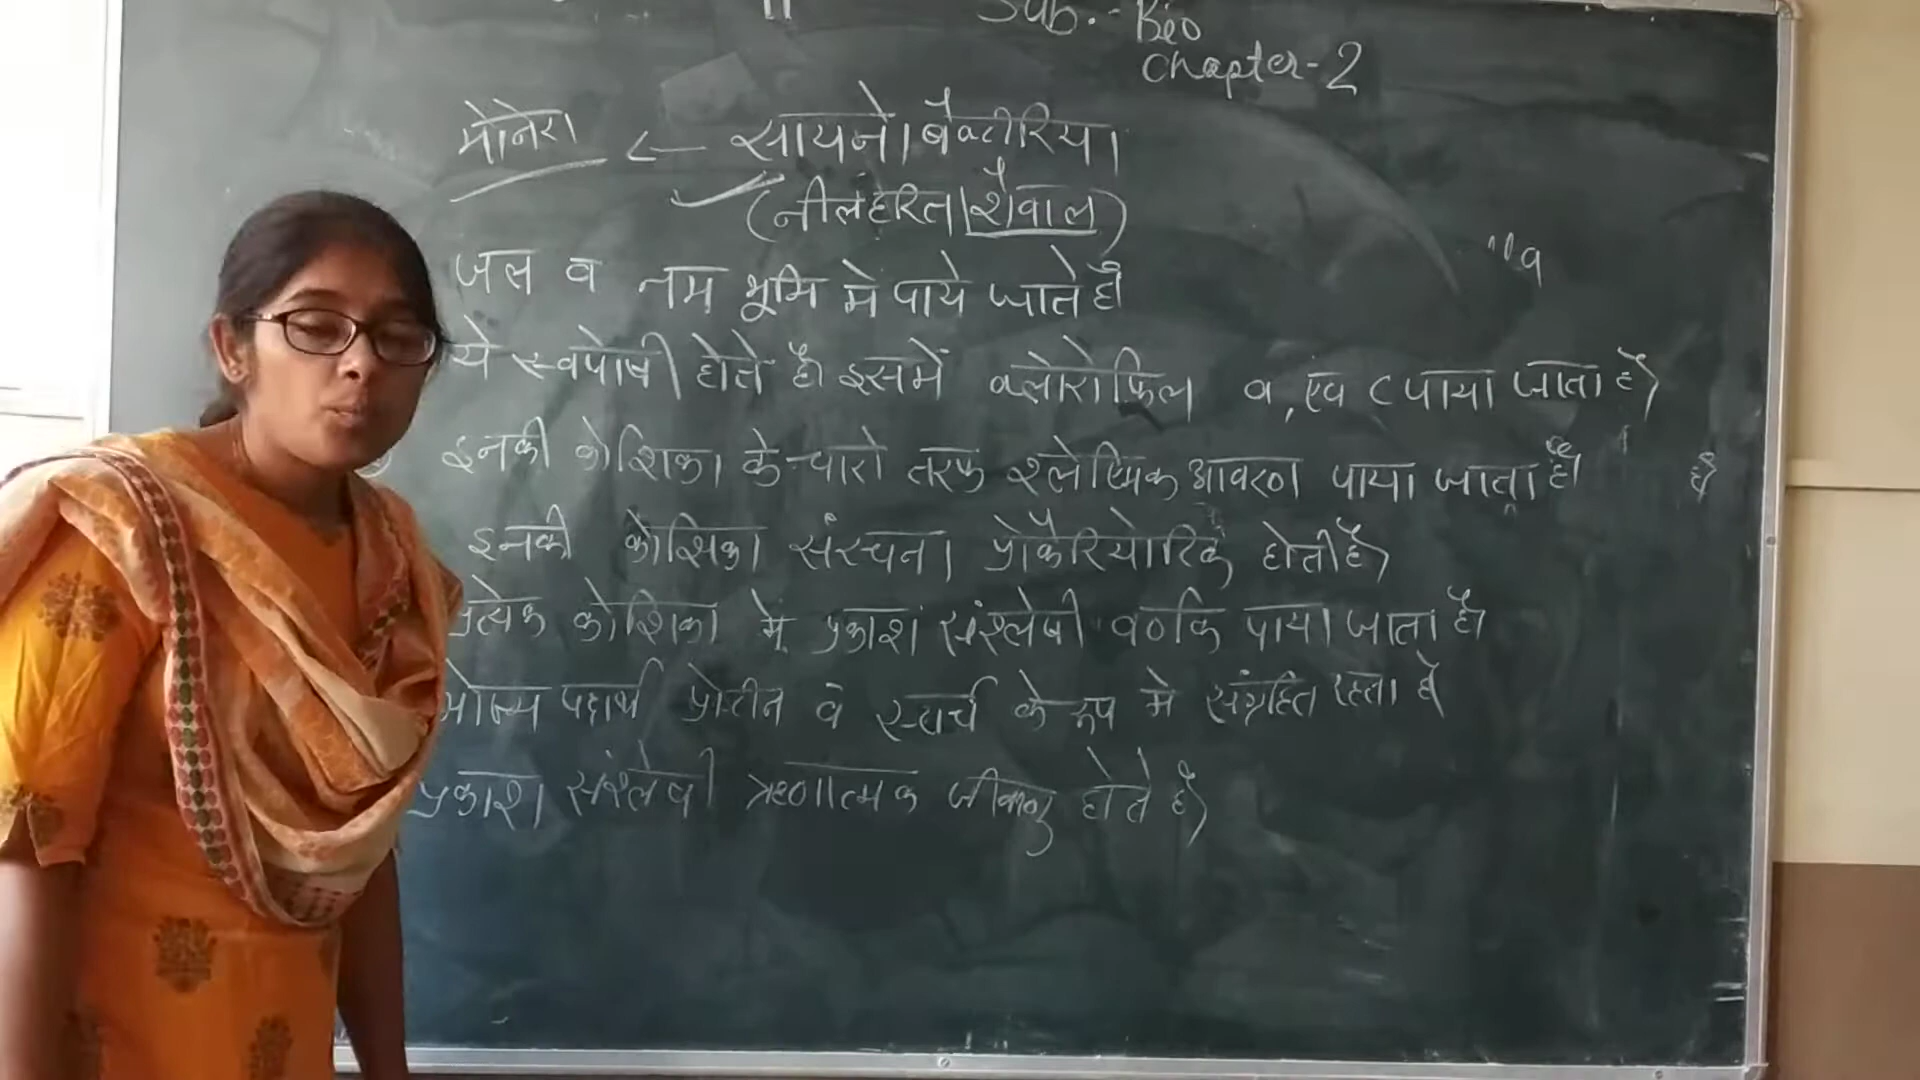 Sub. - Bio
Chapter-2
मोनेरा ← सायनोबैक्टीरिया
(नीलहरित शैवाल)
जल व नम भूमि मे पाये जाते है
ये स्वपोषी होते है इसमें क्लोरोफिल a, एव c पाया जाता है
इनकी कोशिका के चारो तरफ श्लेष्मिक आवरण पाया जाता है है
इनकी कोशिका संरचना प्रोकैरियोटिक होती है
प्रत्येक कोशिका मे प्रकाश संश्लेषी वर्णक पाया जाता है
भोज्य पदार्थ प्रोटीन व स्टार्च के रूप मे संग्रहित रहता है
प्रकाश संश्लेषी ऋणात्मक जीवाणु होते है